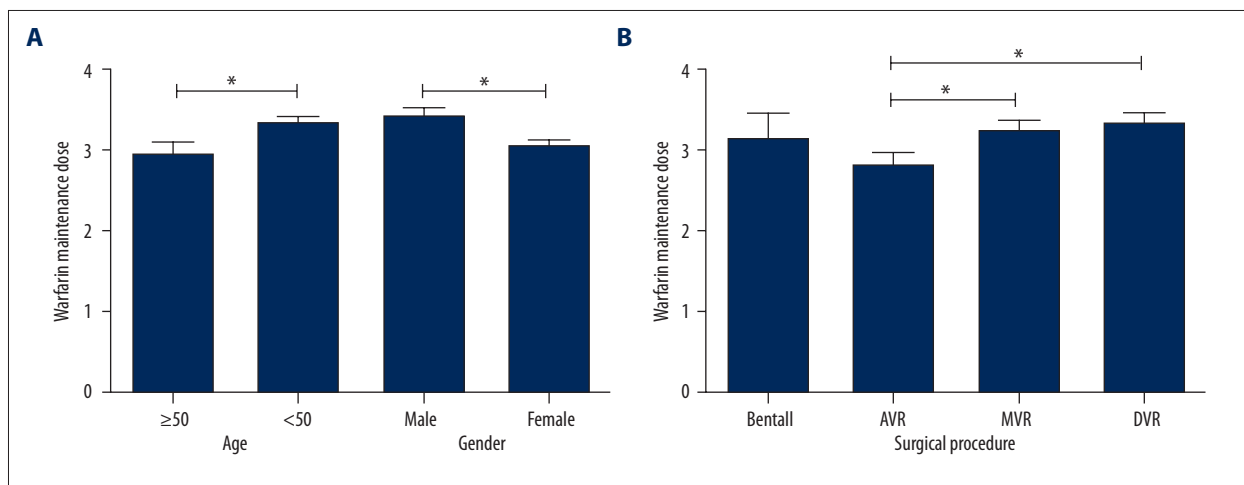 A
Warfarin maintenance dose
4
3
2
1
0
*
*
≥50
<50
Male
Female
Age
Gender
B
Warfarin maintenance dose
4
3
2
1
0
*
*
Bentall
AVR
MVR
DVR
Surgical procedure